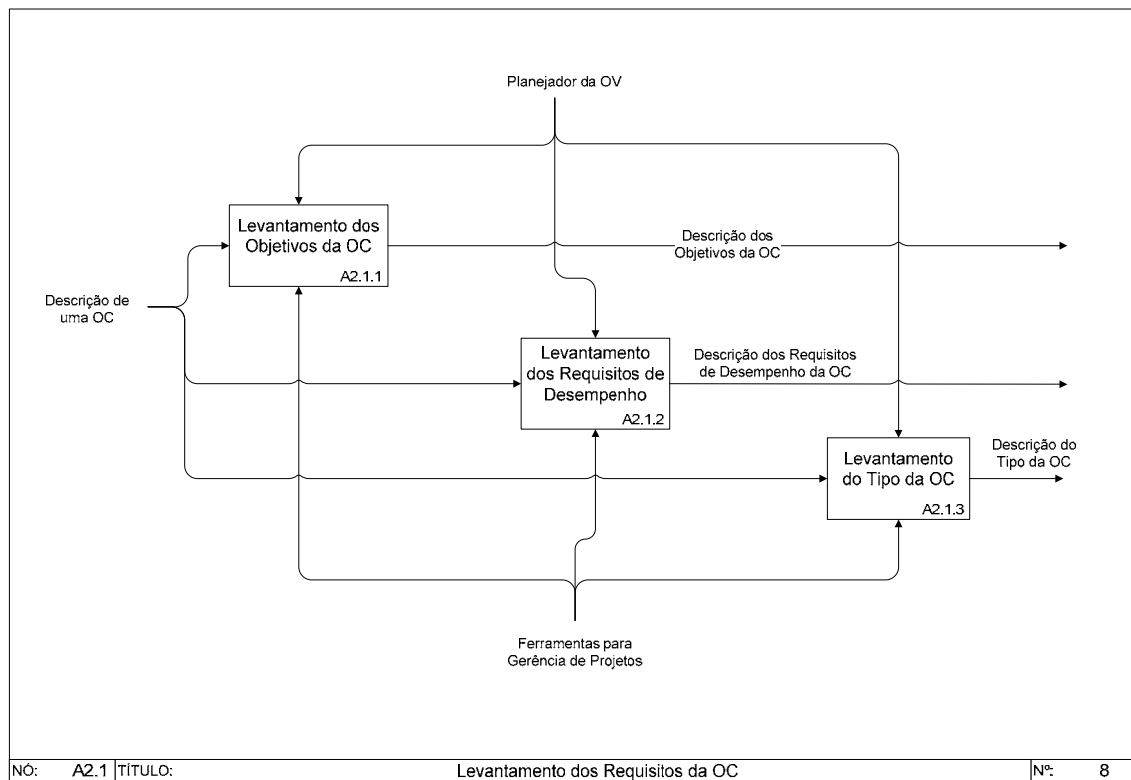 Planejador da OV
Levantamento dos
Objetivos da OC
A2.1.1
Descrição dos
Objetivos da OC
Descrição de
uma OC
Levantamento
dos Requisitos de
Desempenho
A2.1.2
Descrição dos Requisitos
de Desempenho da OC
Levantamento
do Tipo da OC
A2.1.3
Descrição do
Tipo da OC
Ferramentas para
Gerência de Projetos
NÓ: A2.1 TÍTULO: Levantamento dos Requisitos da OC Nº: 8